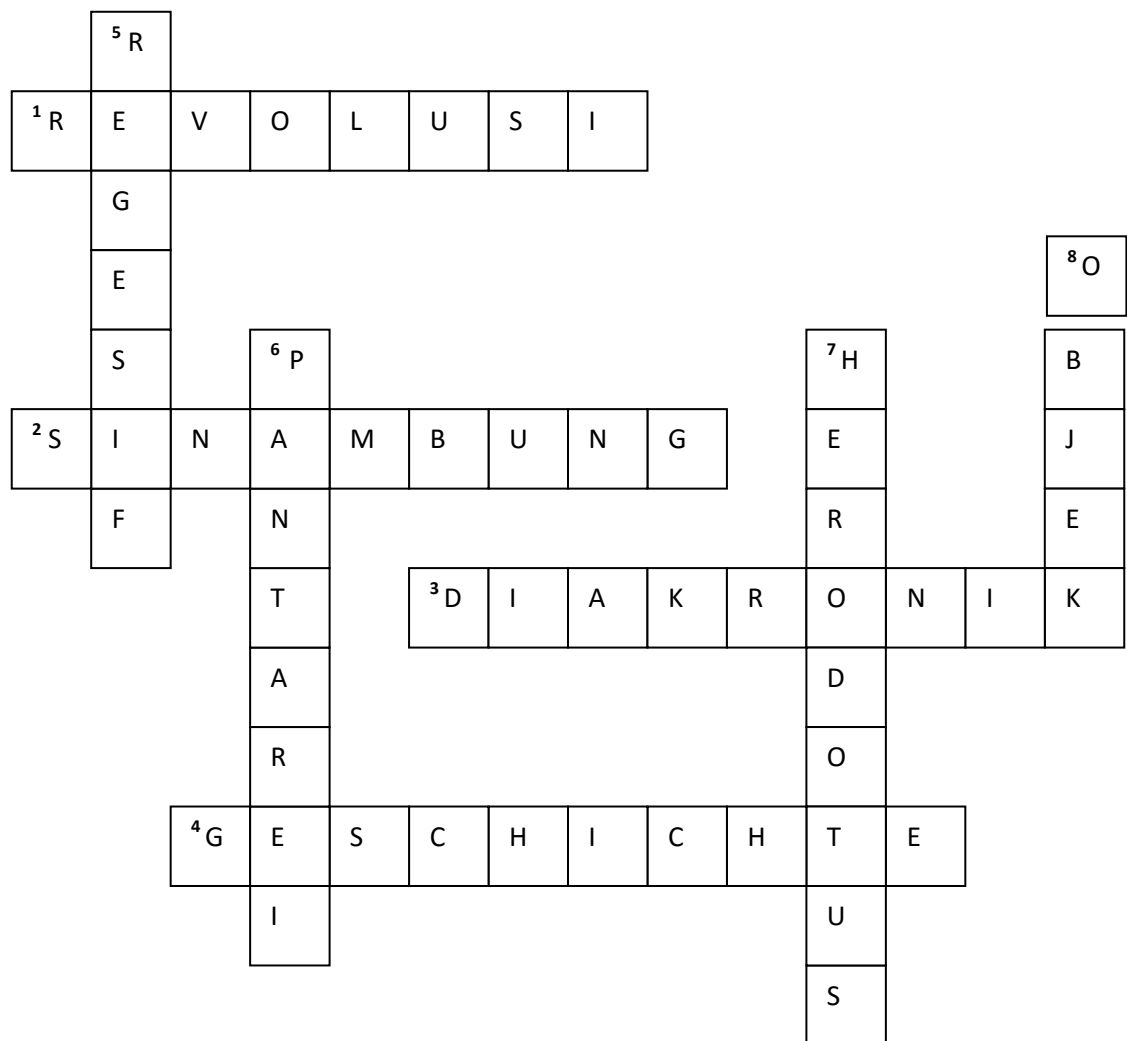 5 R
1 R E V O L U S I
G
E 8 O
S 6 P 7 H B
2 S I N A M B U N G E J
F N R E
T 3 D I A K R O N I K
A D
R O
4 G E S C H I C H T E
I U
S